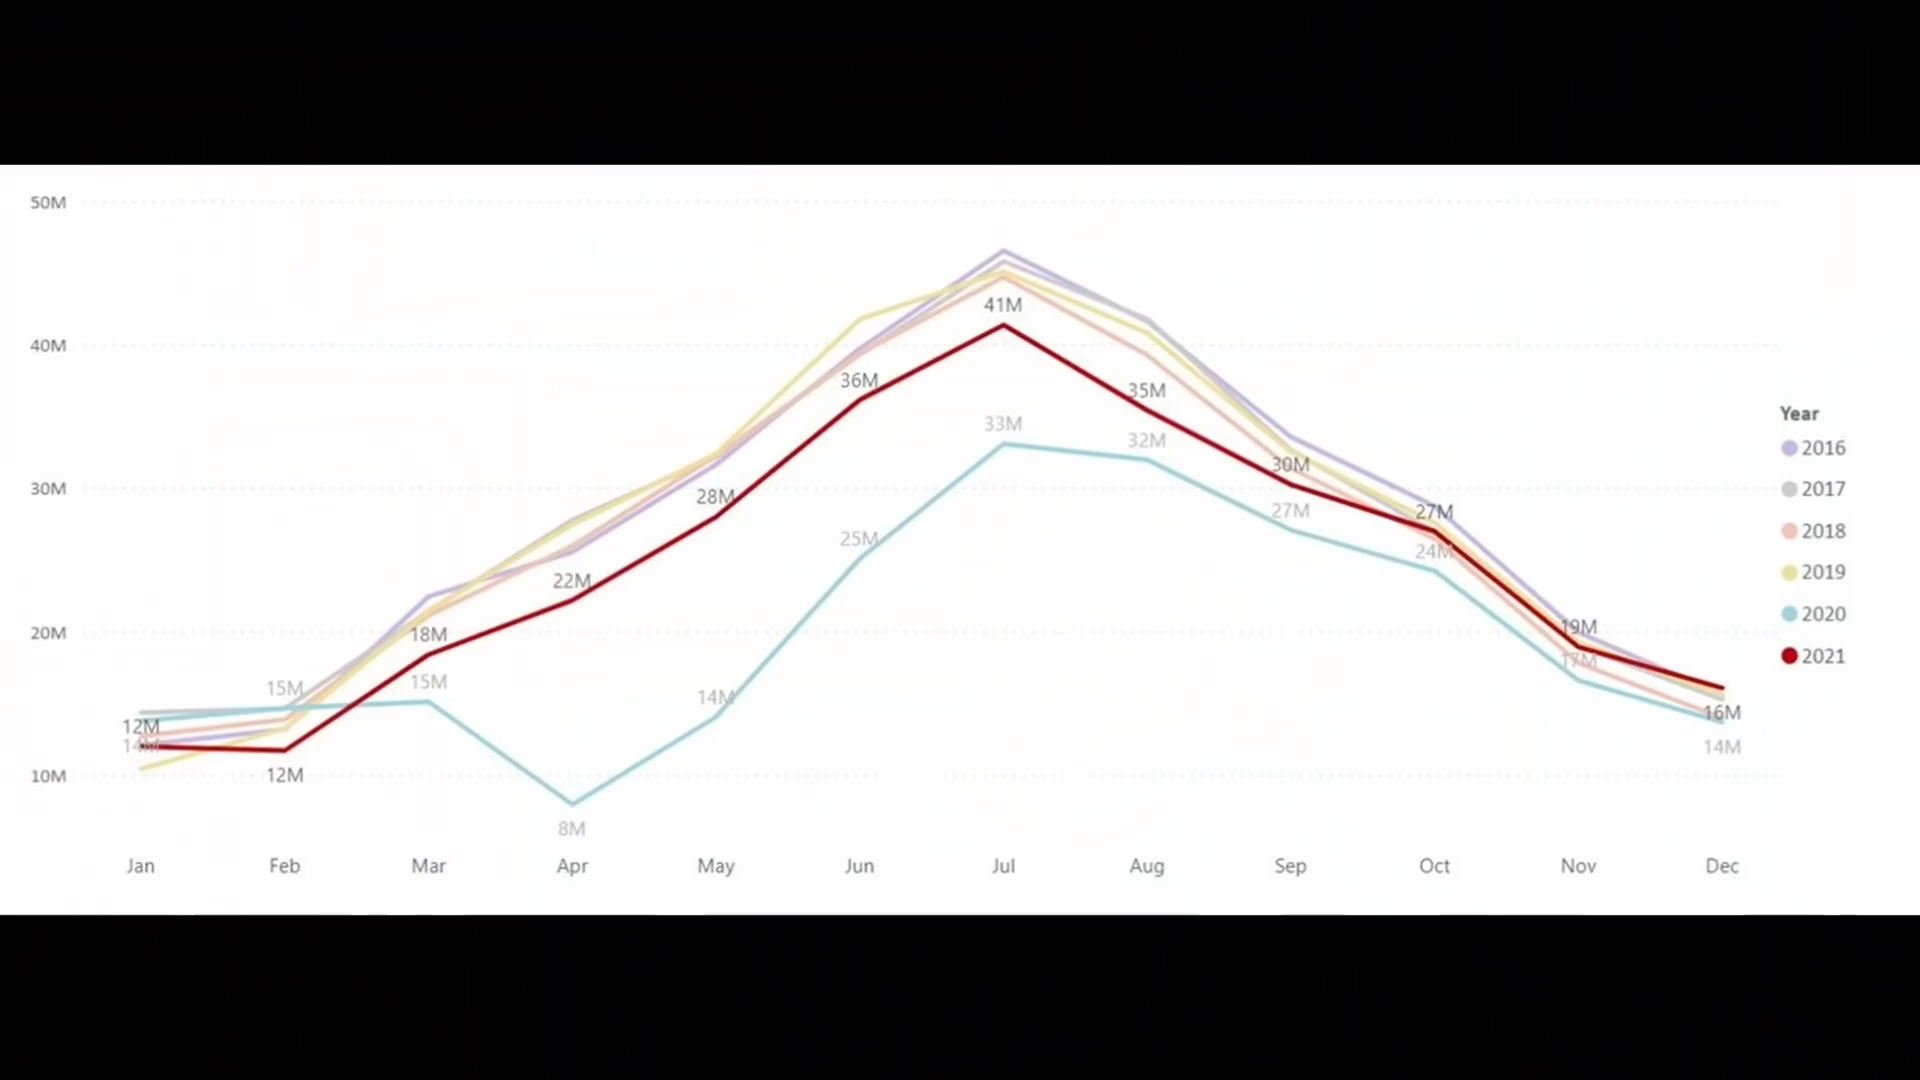 50M
41M
40M
36M
35M
33M
32M
Year
2016
30M
30M
28M
2017
27M
27M
25M
2018
24M
2019
22M
2020
20M
18M
19M
2021
17M
15M
15M
14M
12M
16M
14M
14M
10M
12M
8M
Jan Feb Mar Apr May Jun Jul Aug Sep Oct Nov Dec